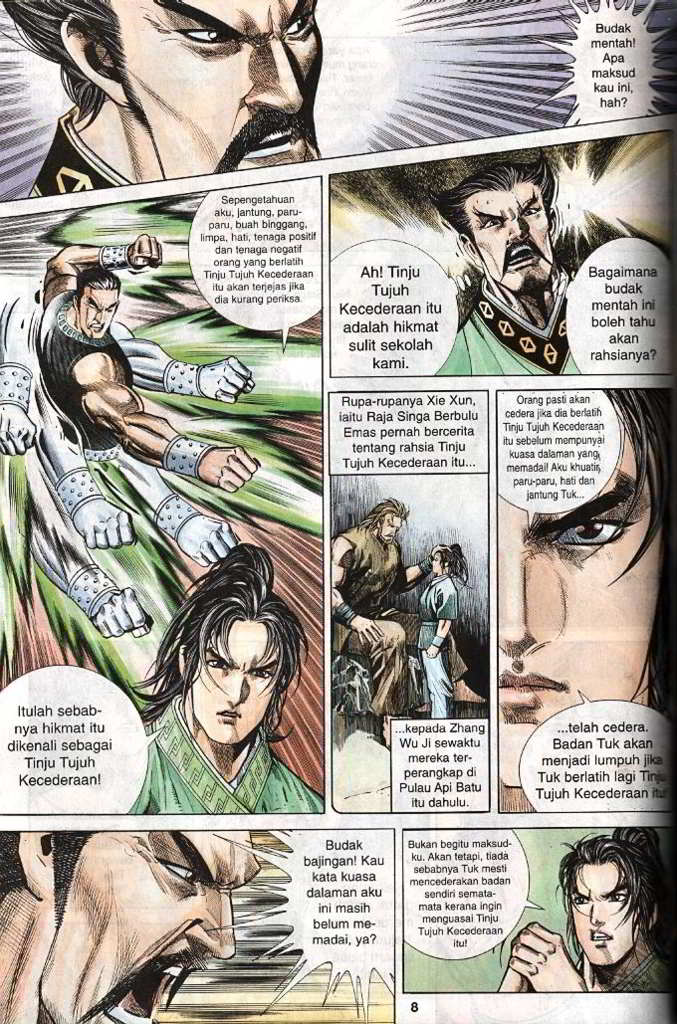 Budak
mentah!
Apa
maksud
kau ini,
hah?
Sepengetahuan
aku, jantung, paru-
paru, buah binggang,
limpa, hati, tenaga positif
dan tenaga negatif
orang yang berlatih
Tinju Tujuh Kecederaan
itu akan terjejas jika
dia kurang periksa.
Itulah sebab-
nya hikmat itu
dikenali sebagai
Tinju Tujuh
Kecederaan!
Ah! Tinju
Tujuh
Kecederaan itu
adalah hikmat
sulit sekolah
kami.
Bagaimana
budak
mentah ini
boleh tahu
akan
rahsianya?
Rupa-rupanya Xie Xun,
iaitu Raja Singa Berbulu
Emas pernah bercerita
tentang rahsia Tinju
Tujuh Kecederaan itu...
...kepada Zhang
Wu Ji sewaktu
mereka ter-
perangkap di
Pulau Api Batu
itu dahulu.
Orang pasti akan
cedera jika dia berlatih
Tinju Tujuh Kecederaan
itu sebelum mempunyai
kuasa dalaman yang
memadai! Aku khuatir,
paru-paru, hati dan
jantung Tuk...
...telah cedera.
Badan Tuk akan
menjadi lumpuh jika
Tuk berlatih lagi Tinju
Tujuh Kecederaan itu!
Budak
bajingan! Kau
kata kuasa
dalaman aku
ini masih
belum me-
madai, ya?
Bukan begitu maksud-
ku. Akan tetapi, tiada
sebabnya Tuk mesti
mencederakan badan
sendiri semata-
mata kerana ingin
menguasai Tinju
Tujuh Kecederaan
itu!
8